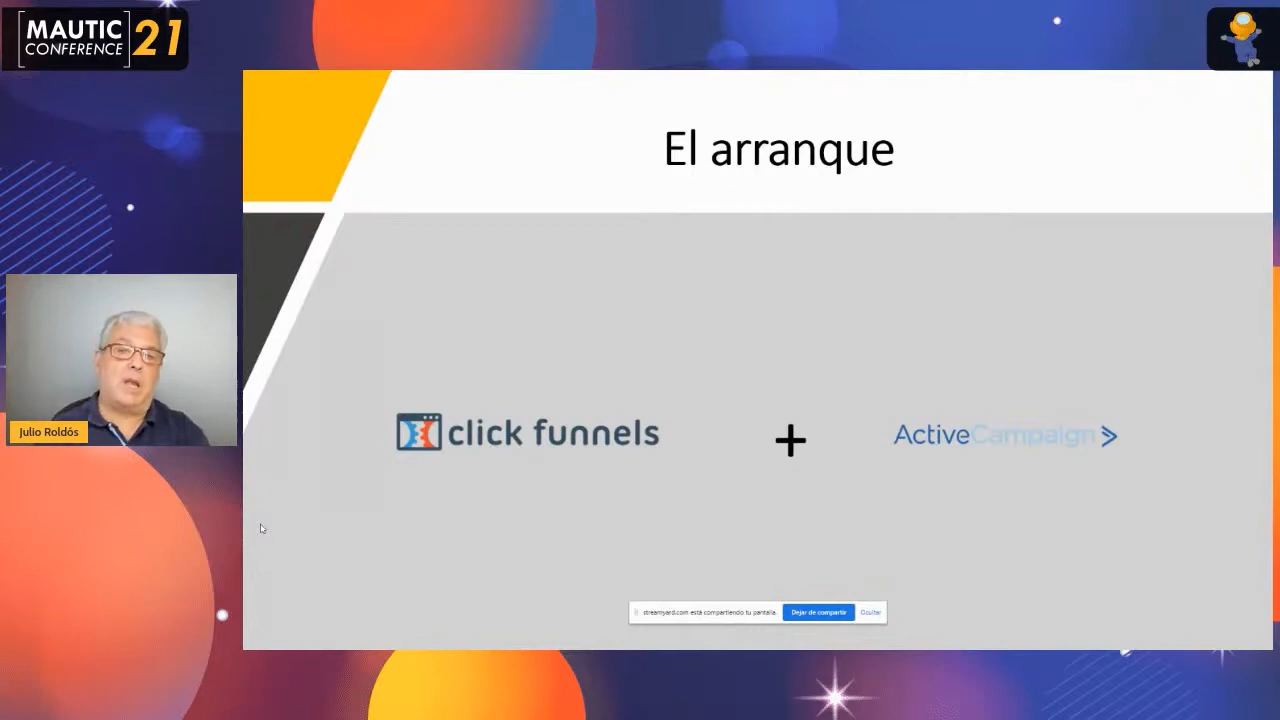 MAUTIC
CONFERENCE
21
El arranque
click funnels
+
ActiveCampaign
Julio Roldós
streamyard.com está compartiendo tu pantalla.
Dejar de compartir
Ocultar